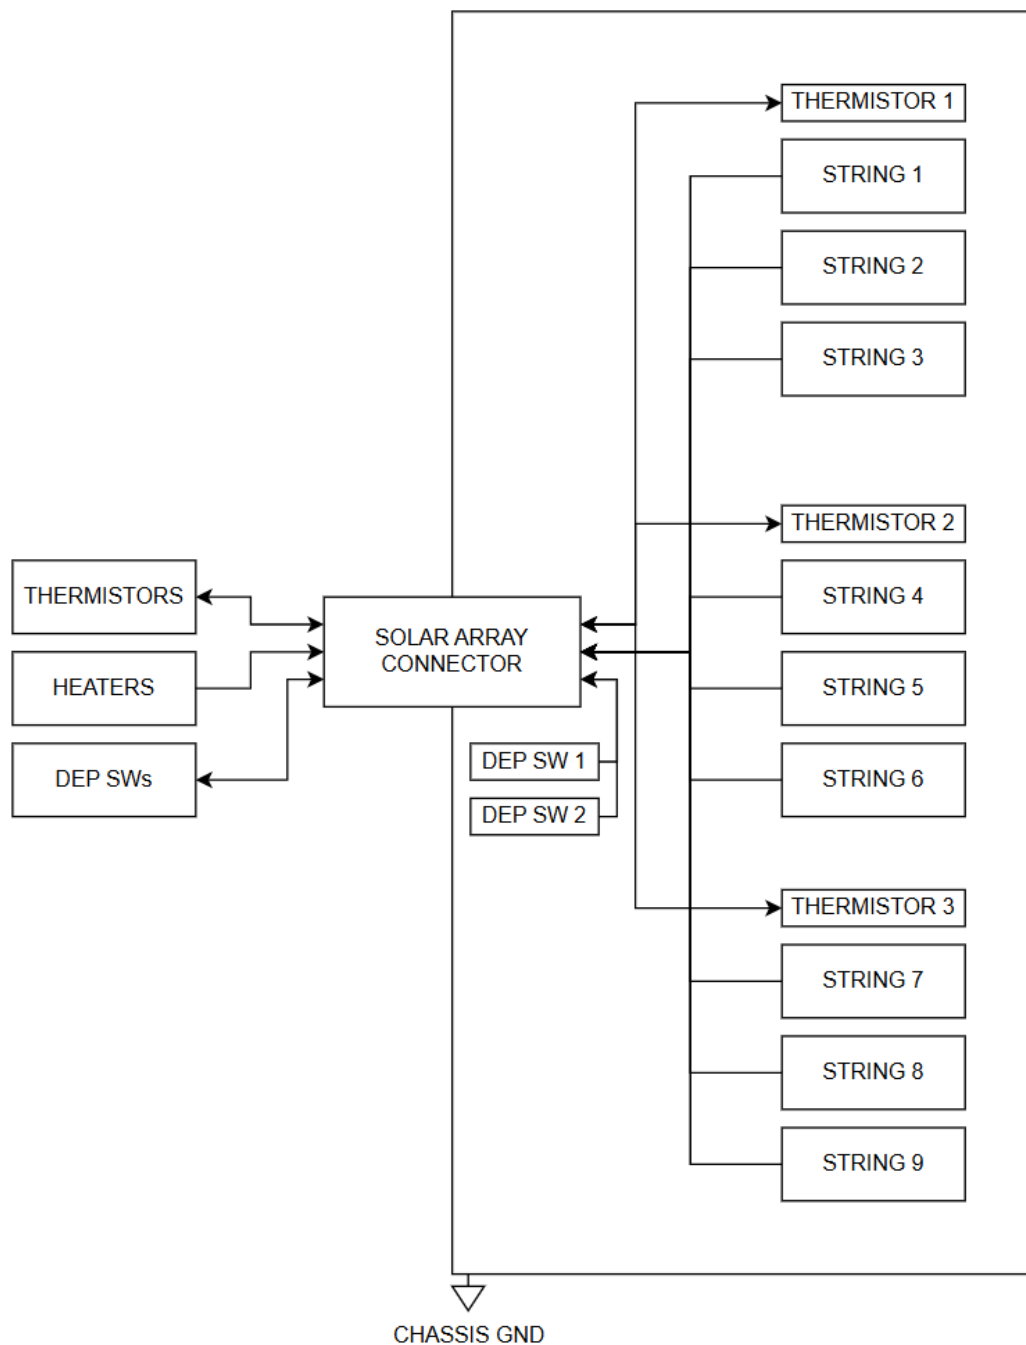 THERMISTOR 1
STRING 1
STRING 2
STRING 3
THERMISTOR 2
THERMISTORS
STRING 4
SOLAR ARRAY
CONNECTOR
HEATERS
STRING 5
DEP SW 1
DEP SWs
STRING 6
DEP SW 2
THERMISTOR 3
STRING 7
STRING 8
STRING 9
CHASSIS GND